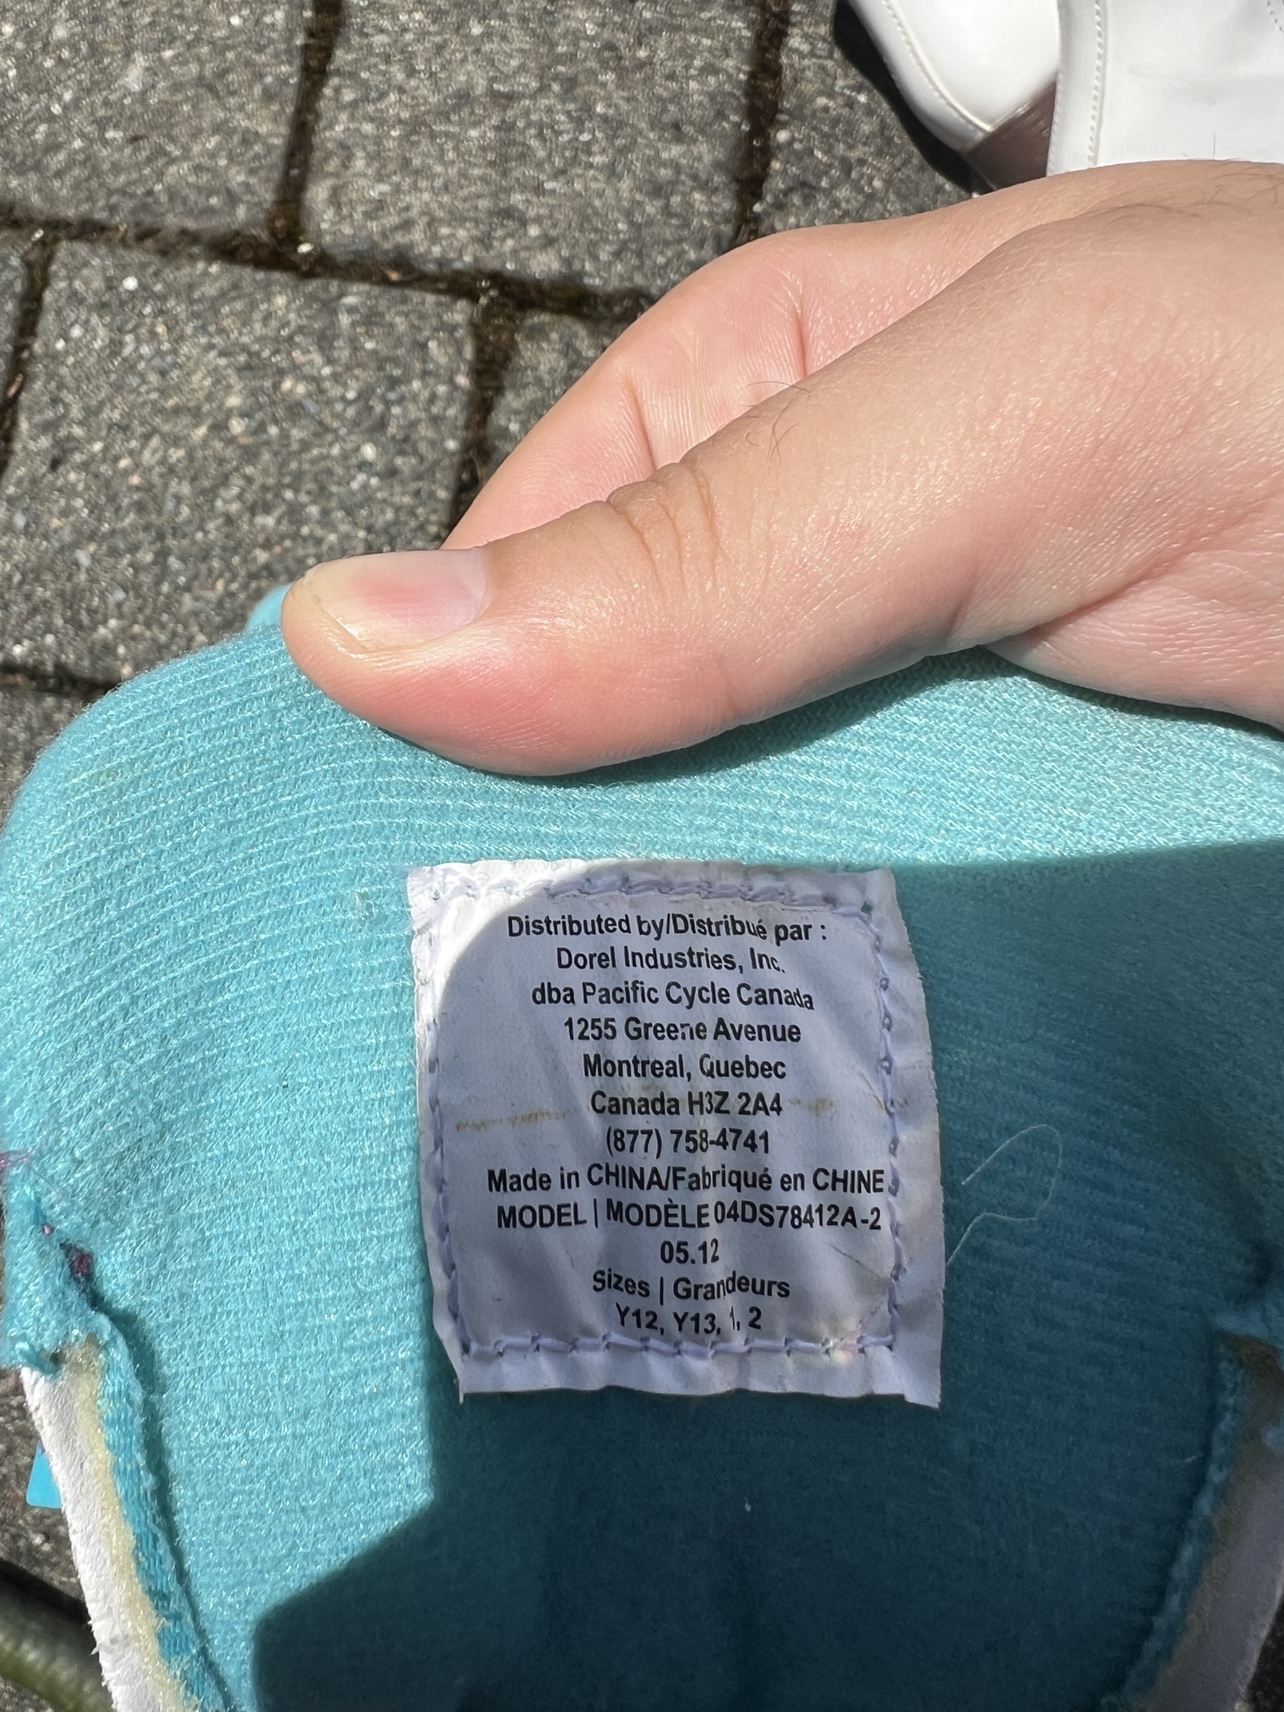 Distributed by/Distribué par :
Dorel Industries, Inc.
dba Pacific Cycle Canada
1255 Greene Avenue
Montreal, Quebec
Canada H3Z 2A4
(877) 758-4741
Made in CHINA/Fabriqué en CHINE
MODEL | MODÈLE 04DS78412A-2
05.12
Sizes | Grandeurs
Y12, Y13, 1, 2